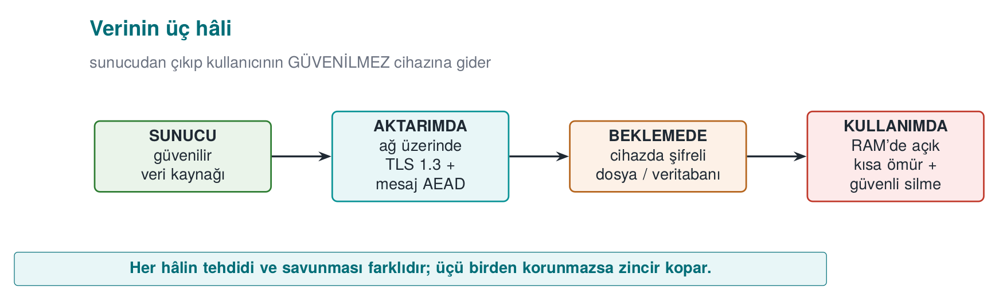 Verinin üç hâli
sunucudan çıkıp kullanıcının GÜVENİLMEZ cihazına gider
SUNUCU
güvenilir
veri kaynağı
AKTARIMDA
ağ üzerinde
TLS 1.3 +
mesaj AEAD
BEKLEMEDE
cihazda şifreli
dosya / veritabanı
KULLANIMDA
RAM’de açık
kısa ömür +
güvenli silme
Her hâlin tehdidi ve savunması farklıdır; üçü birden korunmazsa zincir kopar.